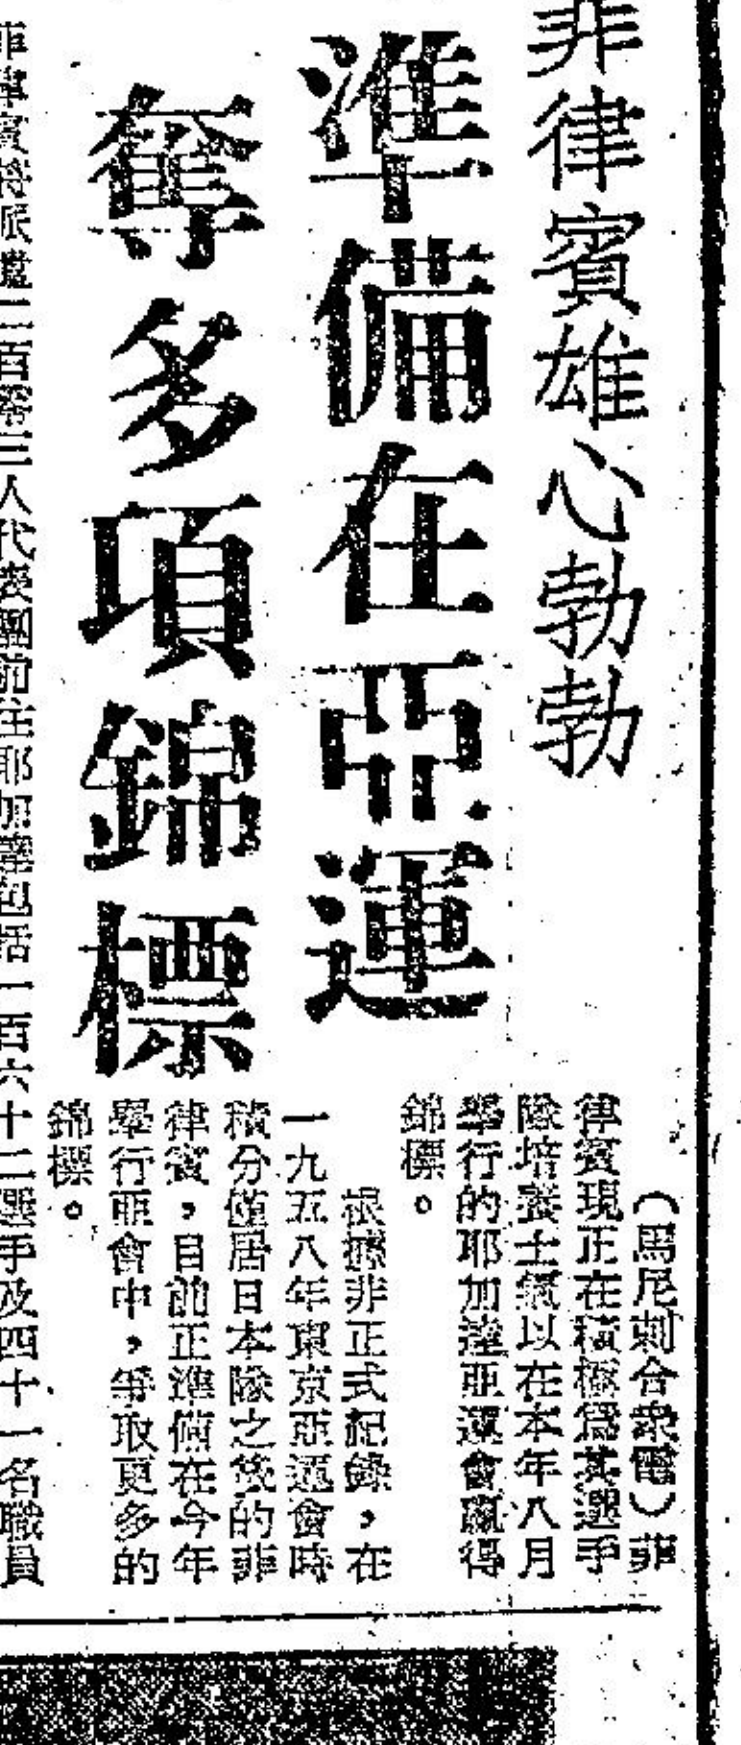 菲律賓雄心勃勃
準備在亞運
奪多項錦標
（馬尼剌合衆電）菲
律賓現正在積極爲其選手
隊培養士氣以在本年八月
舉行的耶加達亞運會贏得
錦標。
根據非正式紀錄，在
一九五八年東京亞運會時
積分僅居日本隊之後的菲
律賓，目前正準備在今年
舉行亞會中，爭取更多的
錦標。
菲律賓將派遣二百零三人代表團前往耶加達包括一百六十二選手及四十一名職員